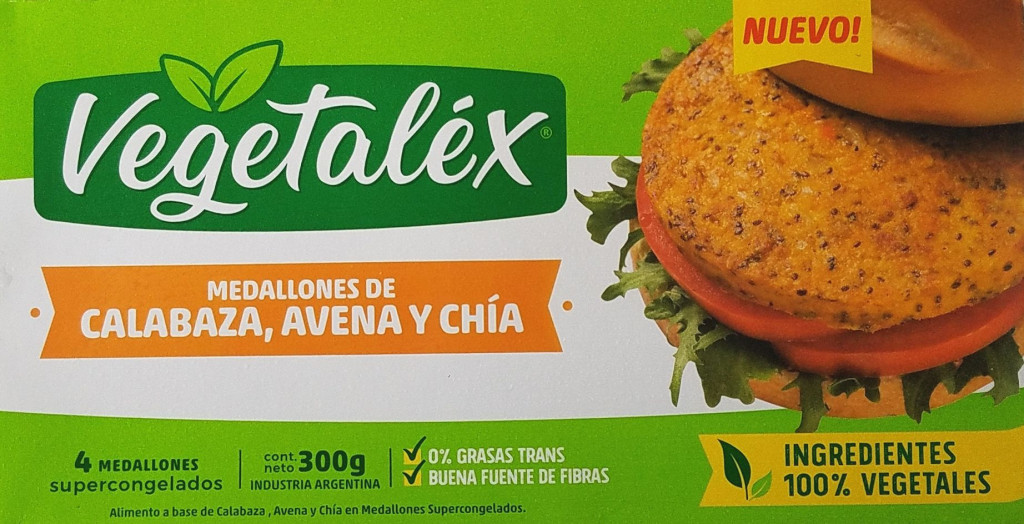 NUEVO!
Vegetaléx®
MEDALLONES DE
CALABAZA, AVENA Y CHÍA
4 MEDALLONES
supercongelados
cont.
neto 300g
INDUSTRIA ARGENTINA
0% GRASAS TRANS
BUENA FUENTE DE FIBRAS
Alimento a base de Calabaza , Avena y Chía en Medallones Supercongelados.
INGREDIENTES
100% VEGETALES